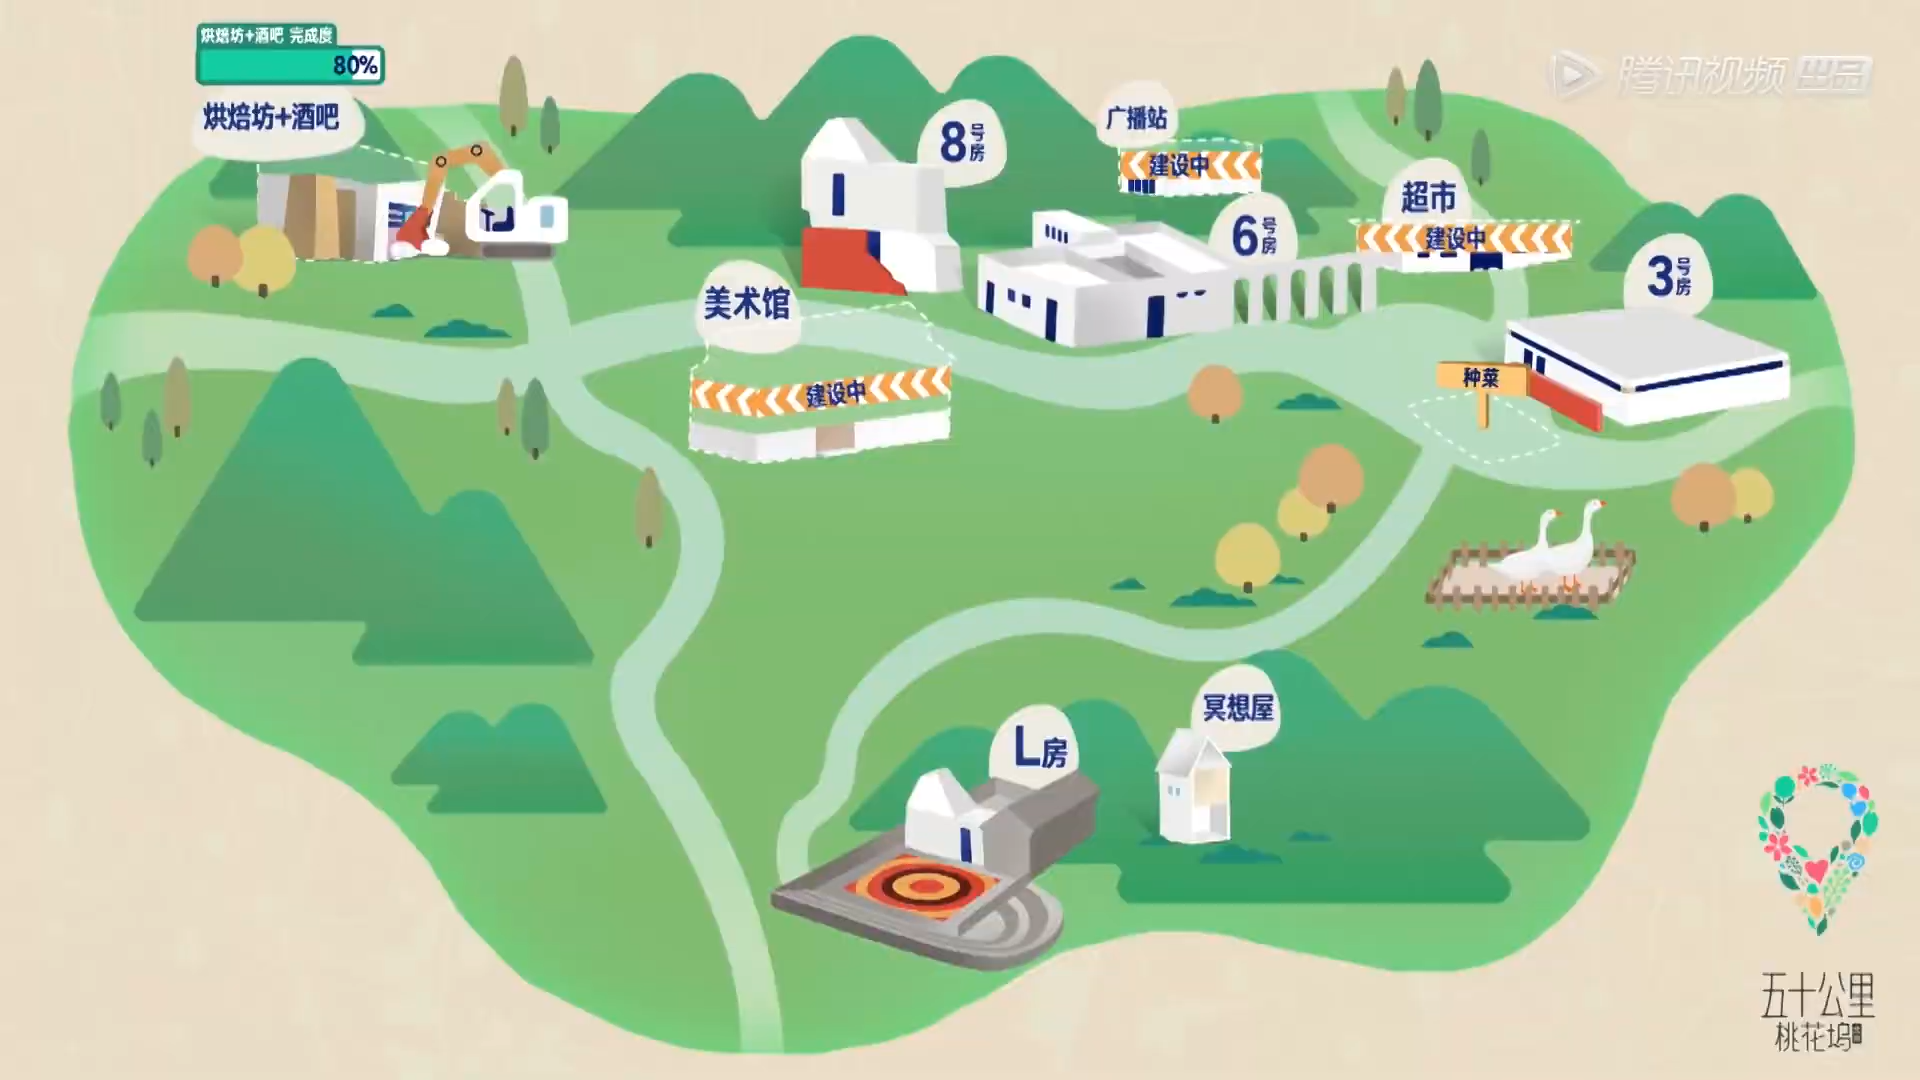 烘焙坊+酒吧 完成度
80%
烘焙坊+酒吧
腾讯视频 出品
8号房
广播站
建设中
超市
建设中
6号房
3号房
美术馆
建设中
种菜
冥想屋
L房
五十公里
桃花坞